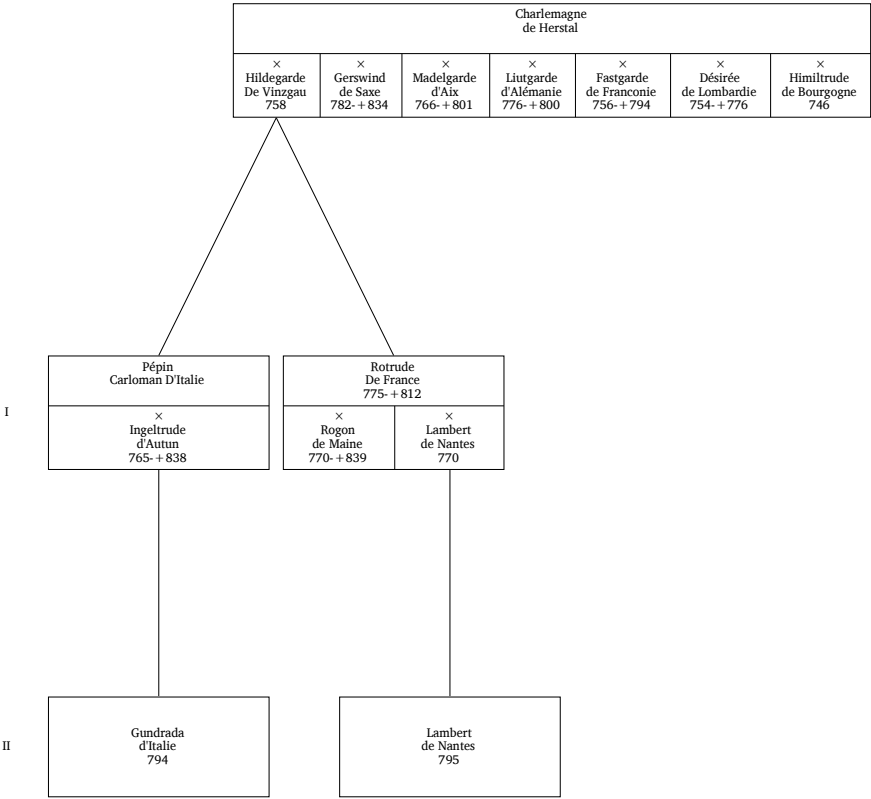 Charlemagne
de Herstal
×
Hildegarde
De Vinzgau
758
×
Gerswind
de Saxe
782-+834
×
Madelgarde
d'Aix
766-+801
×
Liutgarde
d'Alémanie
776-+800
×
Fastgarde
de Franconie
756-+794
×
Désirée
de Lombardie
754-+776
×
Himiltrude
de Bourgogne
746
I
Pépin
Carloman D'Italie
×
Ingeltrude
d'Autun
765-+838
Rotrude
De France
775-+812
×
Rogon
de Maine
770-+839
×
Lambert
de Nantes
770
II
Gundrada
d'Italie
794
Lambert
de Nantes
795